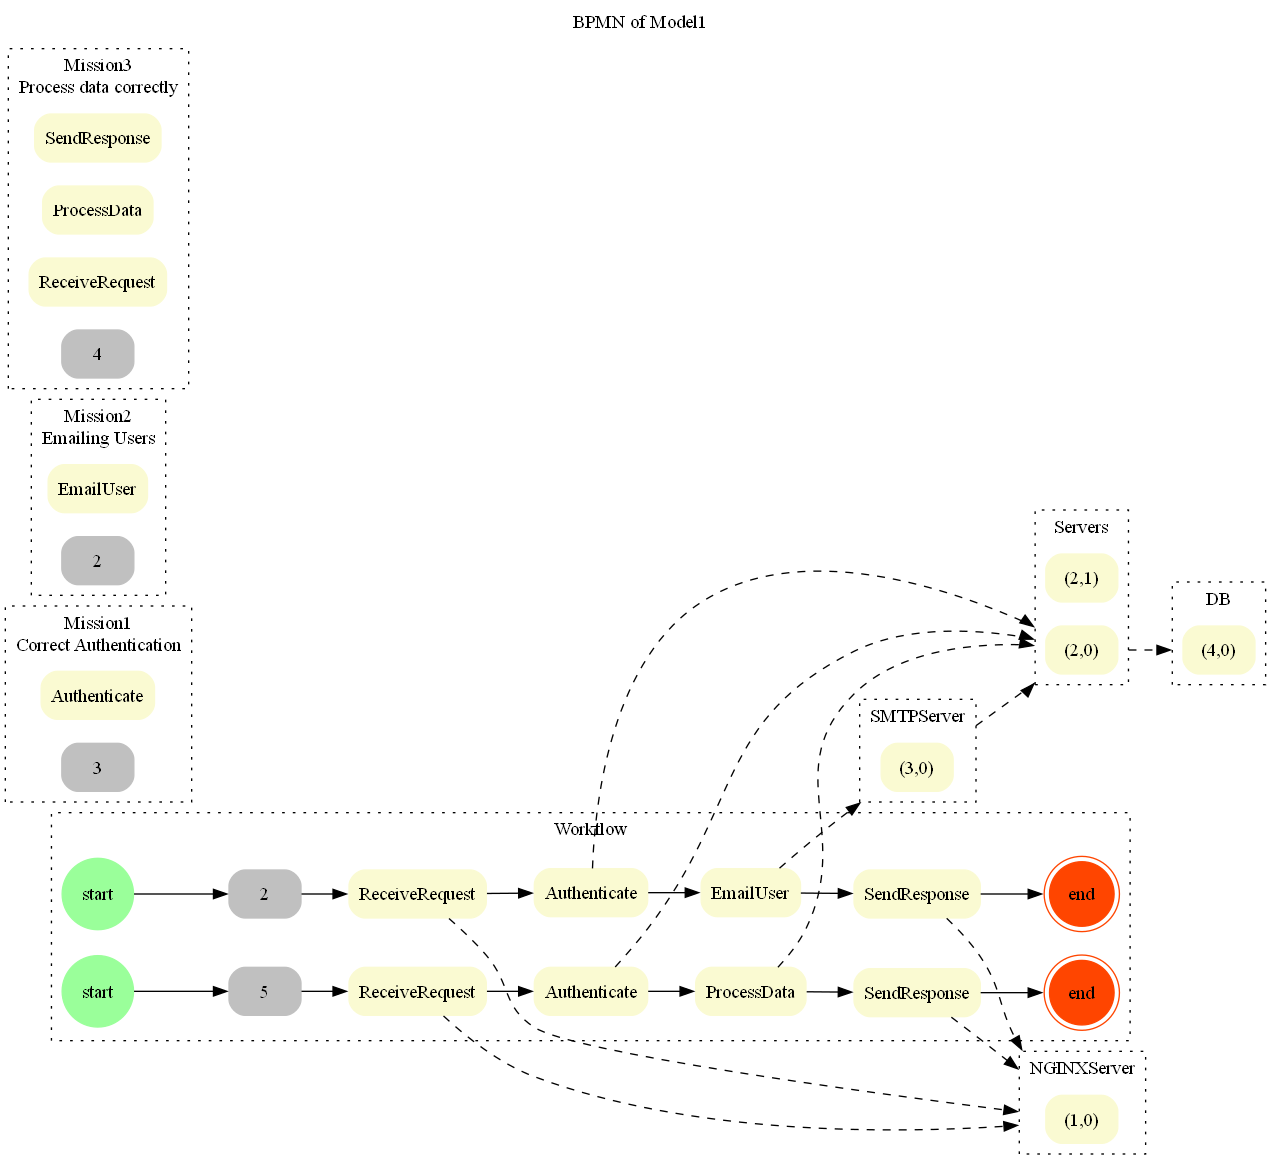 BPMN of Model1
Mission3
Process data correctly
SendResponse
ProcessData
ReceiveRequest
4
Mission2
Emailing Users
EmailUser
2
Mission1
Correct Authentication
Authenticate
3
Servers
(2,1)
(2,0)
DB
(4,0)
SMTPServer
(3,0)
Workflow
start
2
ReceiveRequest
Authenticate
EmailUser
SendResponse
end
start
5
ReceiveRequest
Authenticate
ProcessData
SendResponse
end
NGINXServer
(1,0)